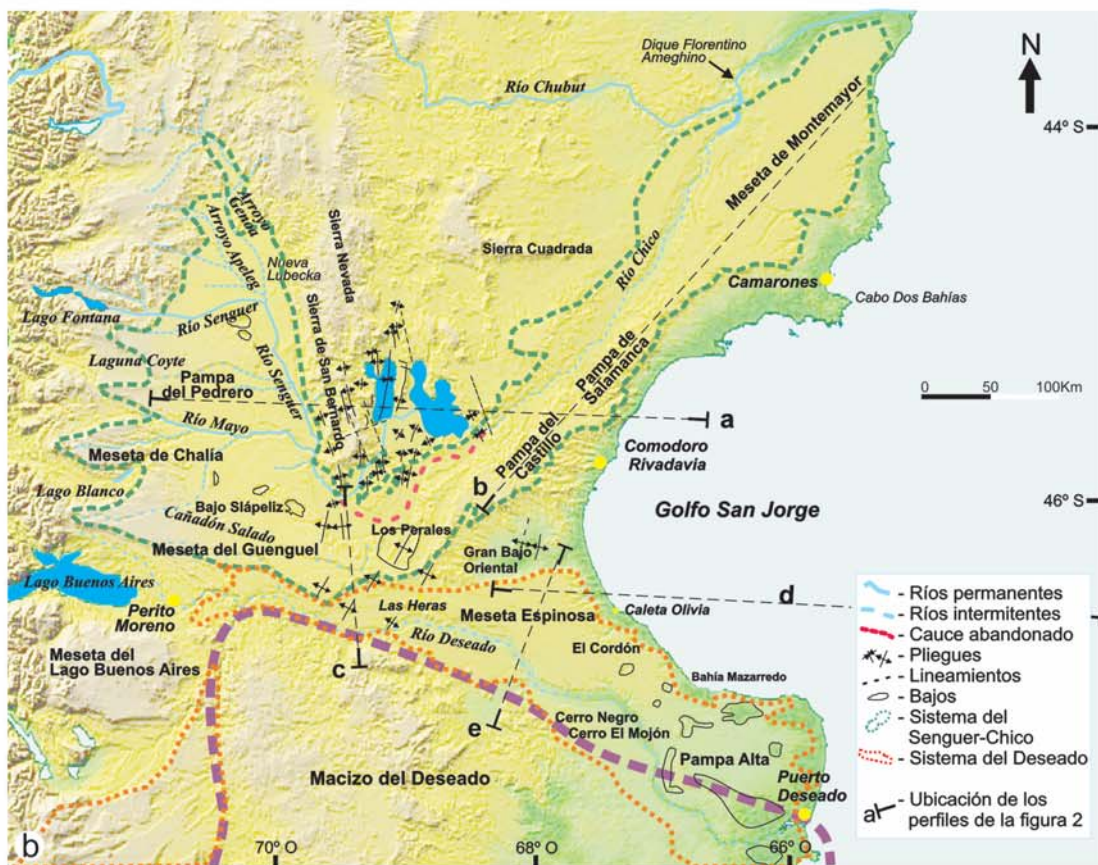 Dique Florentino
Ameghino
N
Río Chubut
44º S
Meseta de Montemayor
Arroyo
Genoa
Arroyo Apeleg
Sierra Nevada
Sierra Cuadrada
Río Chico
Nueva
Lubecka
Camarones
Cabo Dos Bahías
Lago Fontana
Río Senguer
Sierra de San Bernardo
Pampa de
Salamanca
Laguna Coyte
Río Senguer
0 50 100Km
Pampa
del Pedrero
a
Río Mayo
Pampa del
Castillo
Comodoro
Rivadavia
Meseta de Chalía
Lago Blanco
b
46º S
Bajo Slápeliz
Golfo San Jorge
Cañadón Salado
Los Perales
Meseta del Guenguel
Gran Bajo
Oriental
Lago Buenos Aires
d
Perito
Moreno
Las Heras
Meseta Espinosa
Caleta Olivia
Río Deseado
El Cordón
Meseta del
Lago Buenos Aires
c
Bahía Mazarredo
e
Cerro Negro
Cerro El Mojón
Pampa Alta
Macizo del Deseado
Puerto
Deseado
b
70º O
68º O
66º O
- Ríos permanentes
- Ríos intermitentes
- Cauce abandonado
- Pliegues
- Lineamientos
- Bajos
- Sistema del
Senguer-Chico
- Sistema del Deseado
a - Ubicación de los
perfiles de la figura 2